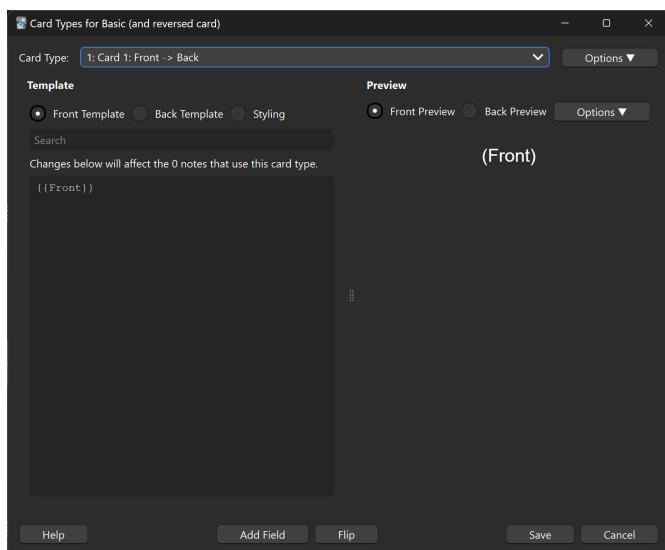 Card Types for Basic (and reversed card)
Card Type: 1: Card 1: Front -> Back Options ▼
Template
Front Template Back Template Styling
Search
Changes below will affect the 0 notes that use this card type.
{{Front}}
Preview
Front Preview Back Preview Options ▼
(Front)
Help Add Field Flip Save Cancel